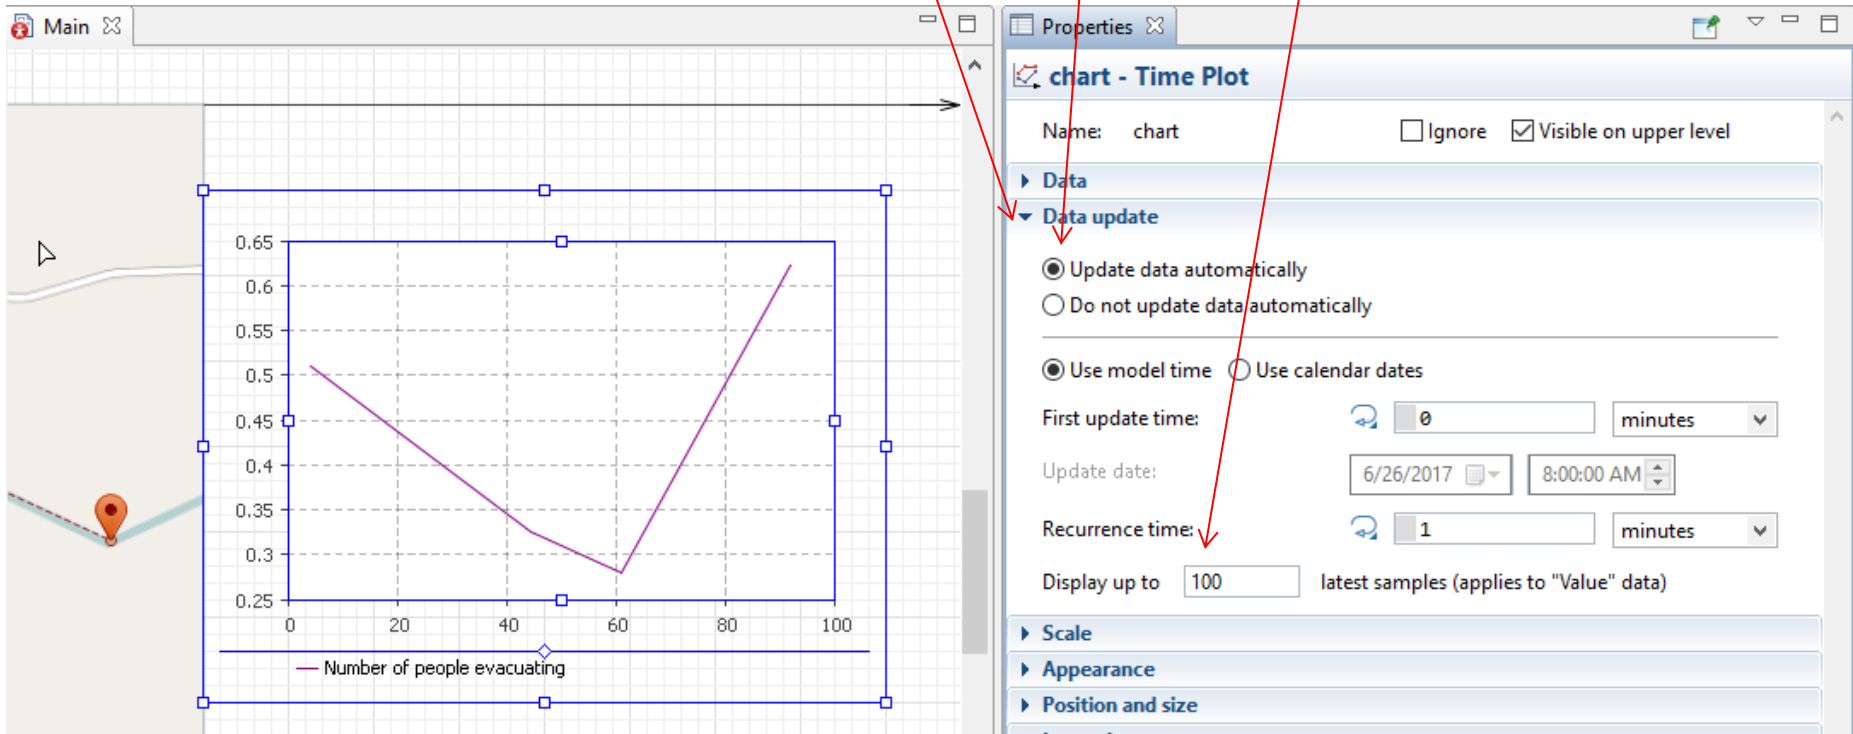 Main
Properties
chart - Time Plot
Name: chart Ignore Visible on upper level
Data
Data update
Update data automatically
Do not update data automatically
Use model time Use calendar dates
First update time: 0 minutes
Update date: 6/26/2017 8:00:00 AM
Recurrence time: 1 minutes
Display up to 100 latest samples (applies to "Value" data)
Scale
Appearance
Position and size
0.65
0.6
0.55
0.5
0.45
0.4
0.35
0.3
0.25
0 20 40 60 80 100
Number of people evacuating